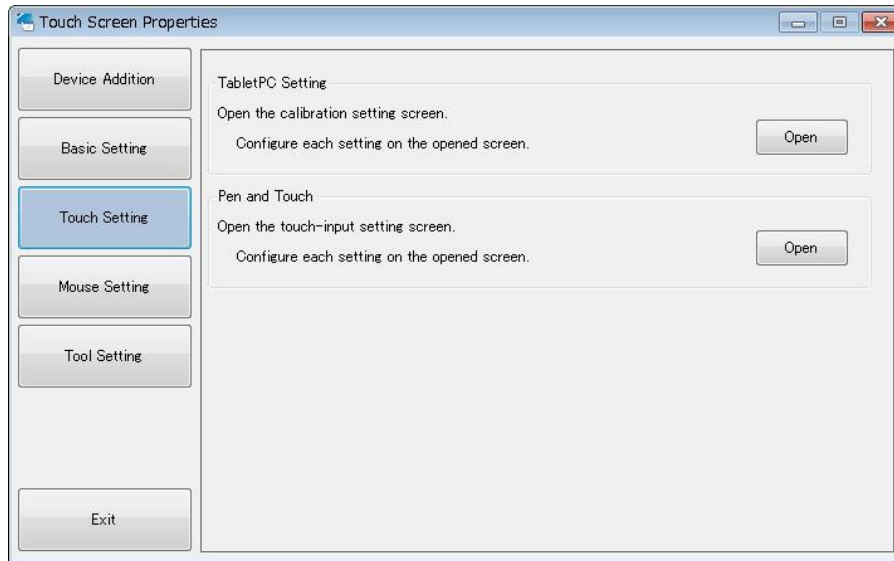 Touch Screen Properties
Device Addition
Basic Setting
Touch Setting
Mouse Setting
Tool Setting
Exit
TabletPC Setting
Open the calibration setting screen.
Configure each setting on the opened screen.
Open
Pen and Touch
Open the touch-input setting screen.
Configure each setting on the opened screen.
Open